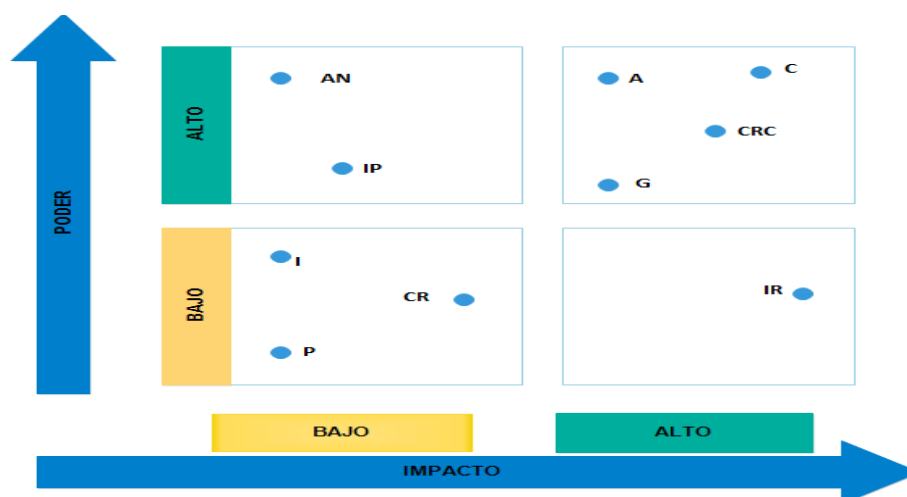 PODER
ALTO
AN
IP
A
C
CRC
G
BAJO
I
CR
P
IR
BAJO
ALTO
IMPACTO